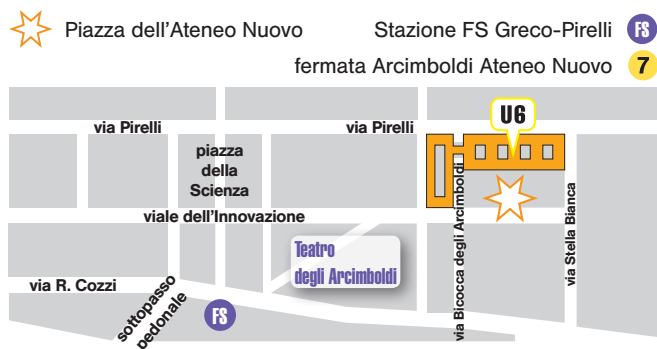 Piazza dell'Ateneo Nuovo
Stazione FS Greco-Pirelli FS
fermata Arcimboldi Ateneo Nuovo 7
U6
via Pirelli
via Pirelli
piazza
della
Scienza
viale dell'Innovazione
Teatro
degli Arcimboldi
via Bicocca degli Arcimboldi
via Stella Bianca
via R. Cozzi
sottopasso
pedonale
FS